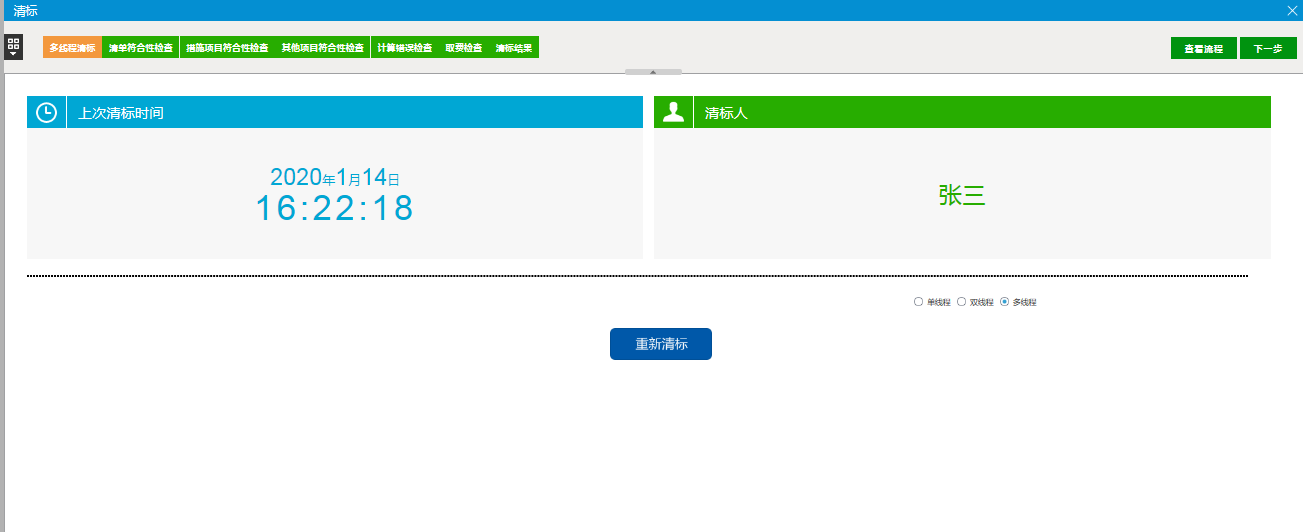 清标
多线程清标 清单符合性检查 措施项目符合性检查 其他项目符合性检查 计算错误检查 取费检查 清标结果 查看流程 下一步
上次清标时间 清标人
2020年1月14日
16:22:18
张三
单线程 双线程 多线程
重新清标